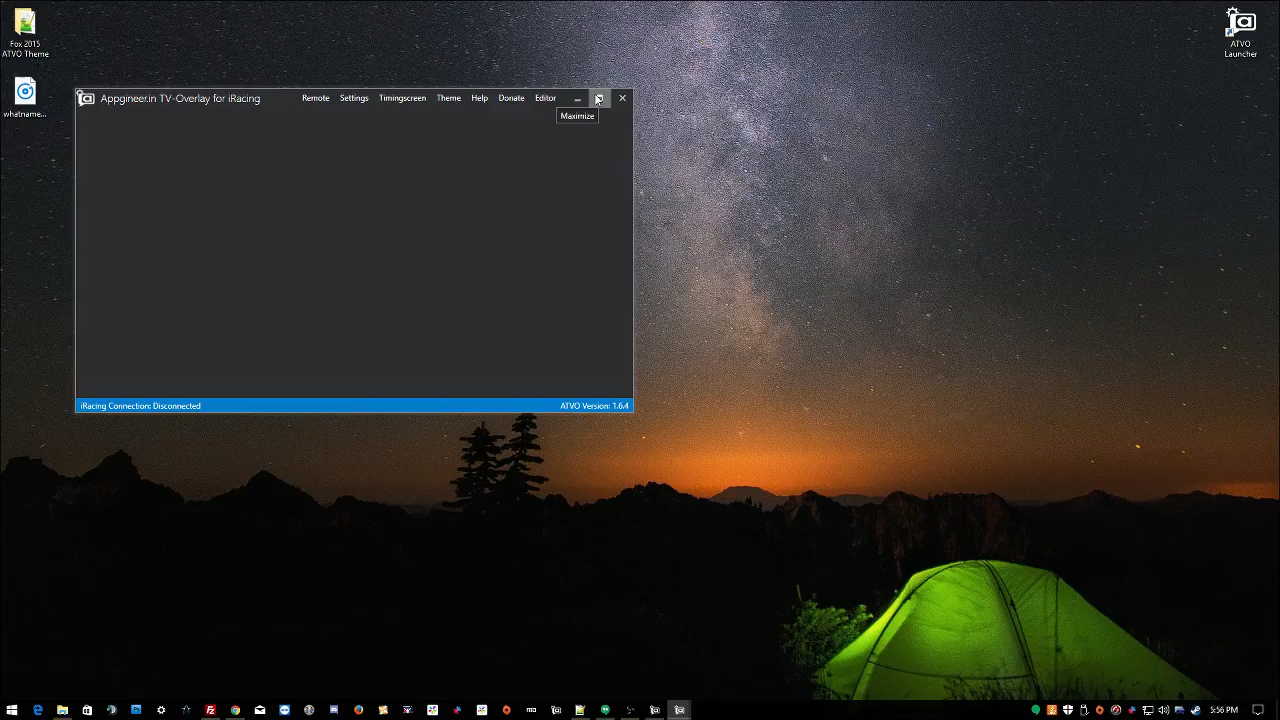 Fox 2015
ATVO Theme
whatname...
ATVO
Launcher
Appgineer.in TV-Overlay for iRacing
Remote Settings Timingscreen Theme Help Donate Editor
Maximize
iRacing Connection: Disconnected
ATVO Version: 1.6.4
5:56 PM